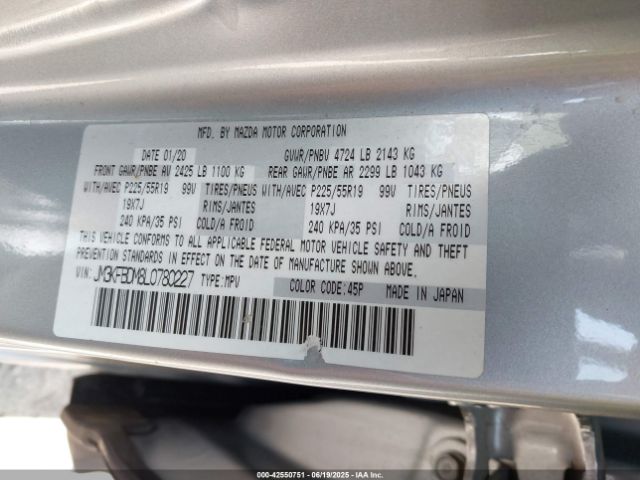 MFD. BY MAZDA MOTOR CORPORATION
DATE 01/20 GVWR/PNBV 4724 LB 2143 KG
FRONT GAWR/PNBE AV 2425 LB 1100 KG REAR GAWR/PNBE AR 2299 LB 1043 KG
WITH/AVEC P225/55R19 99V TIRES/PNEUS WITH/AVEC P225/55R19 99V TIRES/PNEUS
19X7J RIMS/JANTES 19X7J RIMS/JANTES
240 KPA/35 PSI COLD/A FROID 240 KPA/35 PSI COLD/A FROID
THIS VEHICLE CONFORMS TO ALL APPLICABLE FEDERAL MOTOR VEHICLE SAFETY AND THEFT
PREVENTION STANDARDS IN EFFECT ON THE DATE OF MANUFACTURE SHOWN ABOVE.
JM3KFBDM8L0780227 TYPE:MPV COLOR CODE:45P MADE IN JAPAN
000-42550751 - 06/19/2025 - IAAI.COM